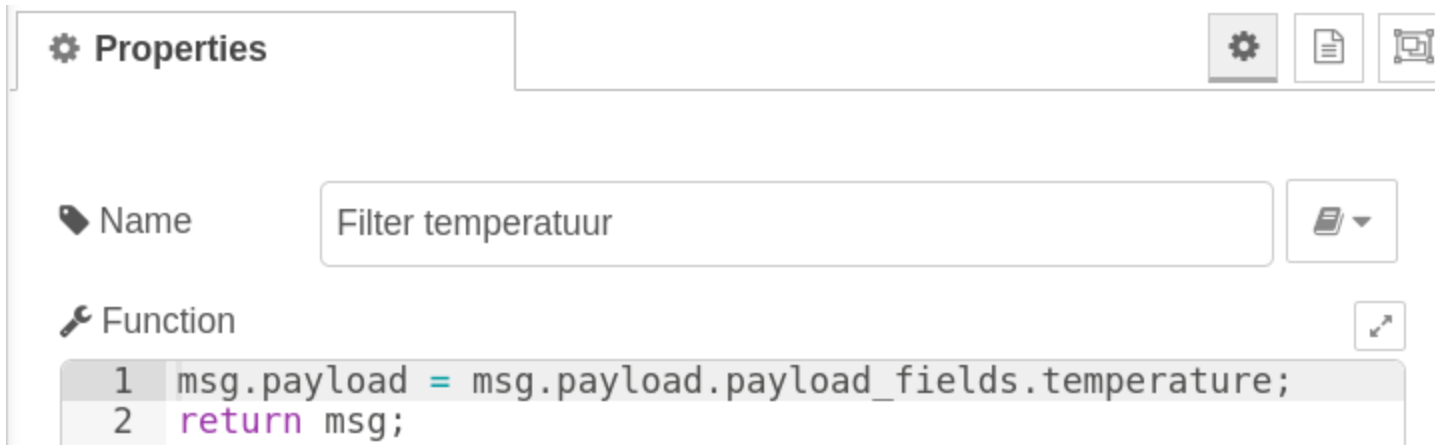 Properties
Name
Filter temperatuur
Function
1 msg.payload = msg.payload.payload_fields.temperature;
2 return msg;